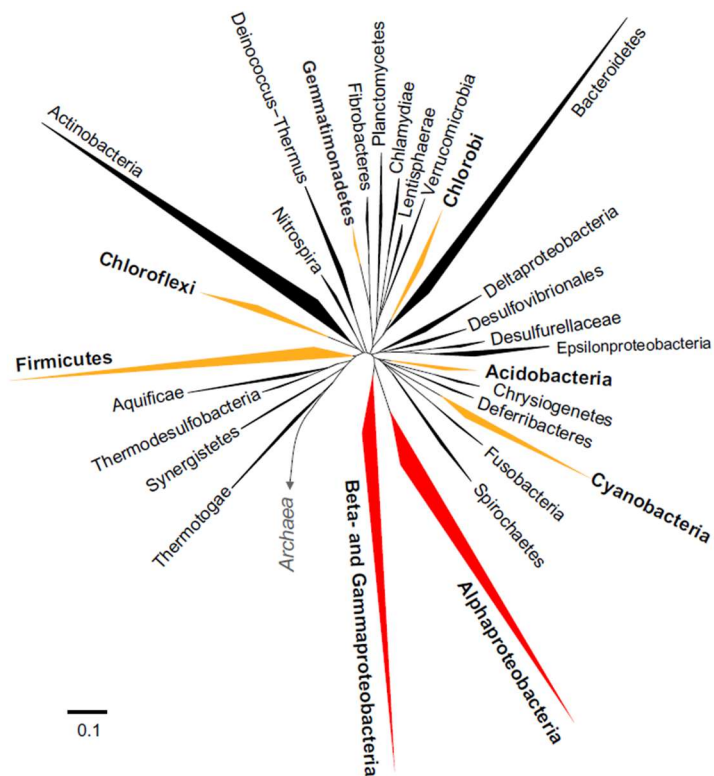 Actinobacteria
Deinococcus–Thermus
Gemmatimonadetes
Fibrobacteres
Planctomycetes
Chlamydiae
Lentisphaerae
Verrucomicrobia
Chlorobi
Bacteroidetes
Nitrospira
Chloroflexi
Firmicutes
Aquificae
Thermodesulfobacteria
Synergistetes
Thermotogae
Archaea
Deltaproteobacteria
Desulfovibrionales
Desulfurellaceae
Epsilonproteobacteria
Acidobacteria
Chrysiogenetes
Deferribacteres
Cyanobacteria
Fusobacteria
Spirochaetes
Alphaproteobacteria
Beta- and Gammaproteobacteria
0.1